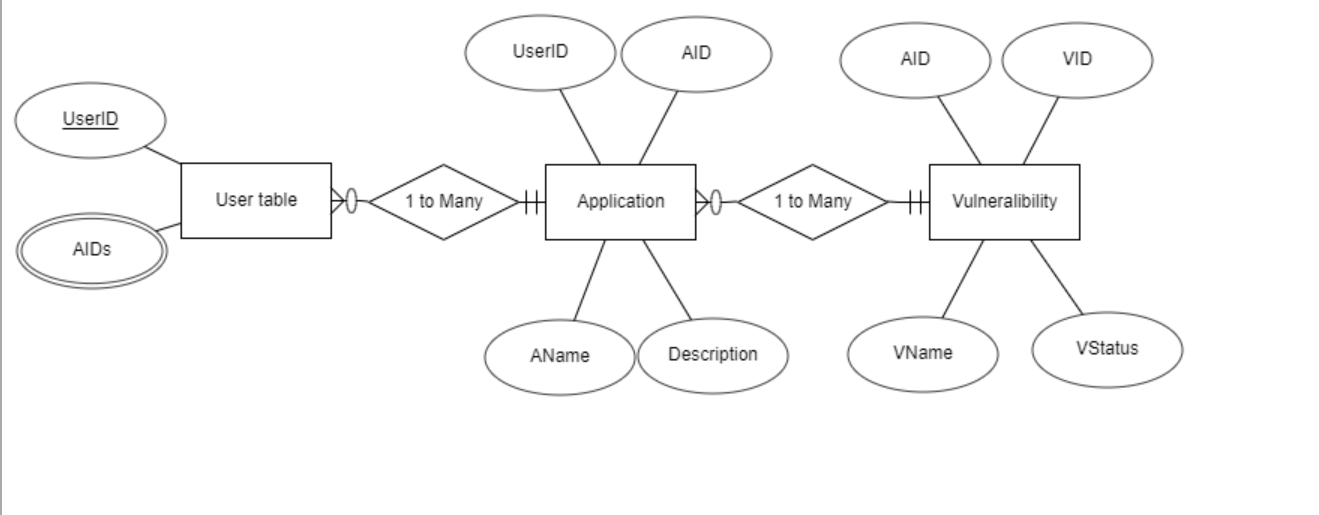 UserID
AID
AID
VID
UserID
User table
1 to Many
Application
1 to Many
Vulneralibility
AIDs
AName
Description
VName
VStatus